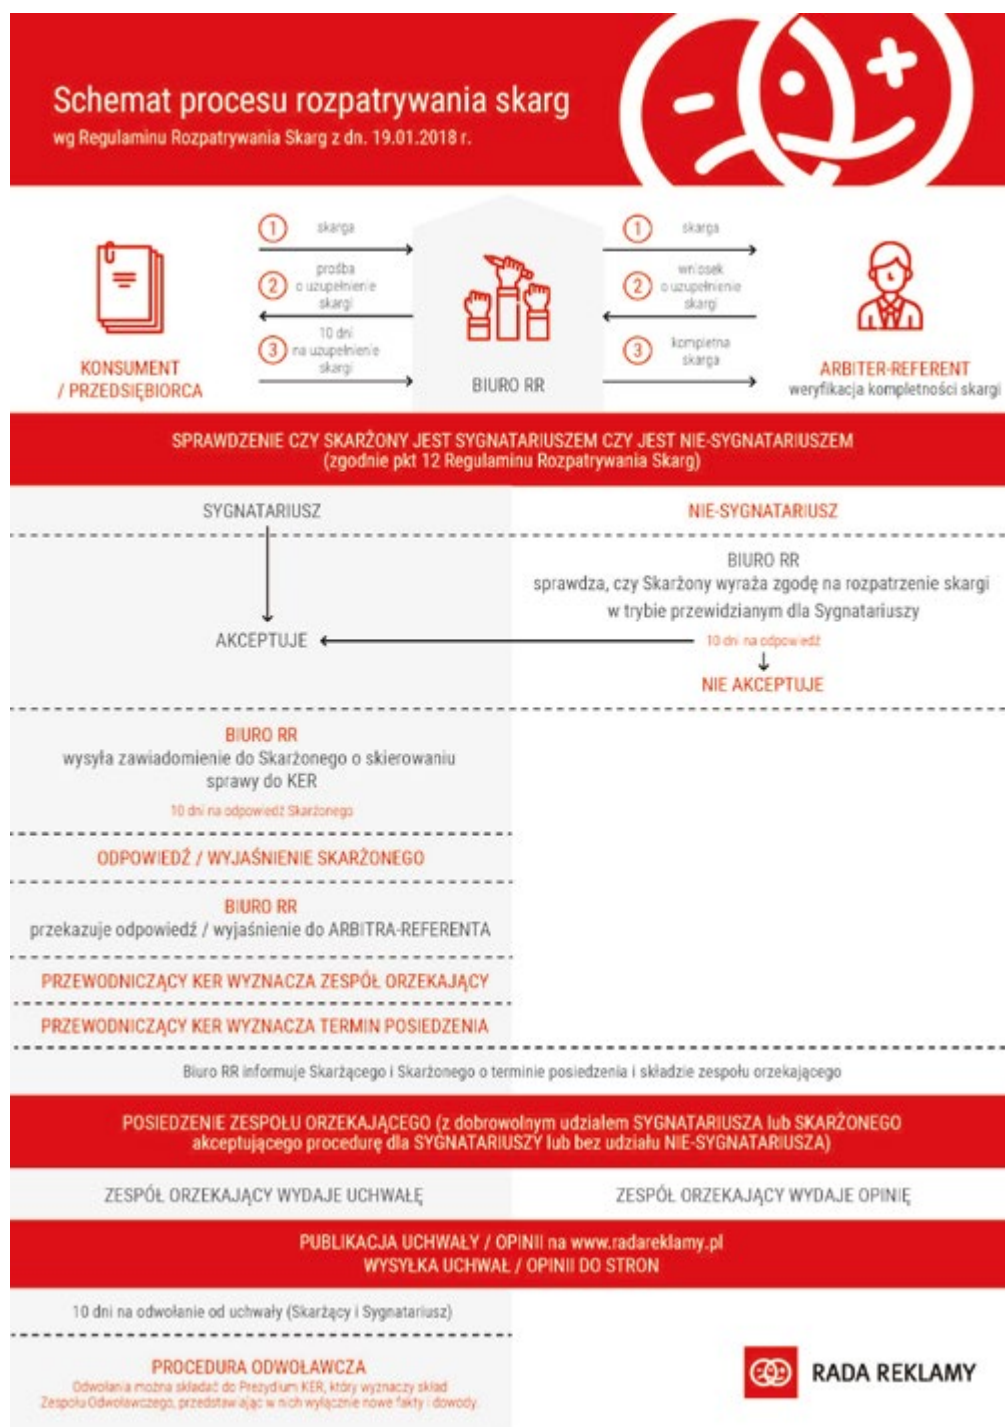 Schemat procesu rozpatrywania skarg
wg Regulaminu Rozpatrywania Skarg z dn. 19.01.2018 r.
1 skarga
prośba
2 o uzupełnienie
skargi
10 dni
3 na uzupełnienie
skargi
KONSUMENT
/ PRZEDSIĘBIORCA
BIURO RR
1 skarga
wniosek
2 o uzupełnienie
skargi
3 kompletna
skarga
ARBITER-REFERENT
weryfikacja kompletności skargi
SPRAWDZENIE CZY SKARŻONY JEST SYGNATARIUSZEM CZY JEST NIE-SYGNATARIUSZEM
(zgodnie pkt 12 Regulaminu Rozpatrywania Skarg)
SYGNATARIUSZ
NIE-SYGNATARIUSZ
BIURO RR
sprawdza, czy Skarżony wyraża zgodę na rozpatrzenie skargi
w trybie przewidzianym dla Sygnatariuszy
AKCEPTUJE
10 dni na odpowiedź
NIE AKCEPTUJE
BIURO RR
wysyła zawiadomienie do Skarżonego o skierowaniu
sprawy do KER
10 dni na odpowiedź Skarżonego
ODPOWIEDŹ / WYJAŚNIENIE SKARŻONEGO
BIURO RR
przekazuje odpowiedź / wyjaśnienie do ARBITRA-REFERENTA
PRZEWODNICZĄCY KER WYZNACZA ZESPÓŁ ORZEKAJĄCY
PRZEWODNICZĄCY KER WYZNACZA TERMIN POSIEDZENIA
Biuro RR informuje Skarżącego i Skarżonego o terminie posiedzenia i składzie zespołu orzekającego
POSIEDZENIE ZESPOŁU ORZEKAJĄCEGO (z dobrowolnym udziałem SYGNATARIUSZA lub SKARŻONEGO
akceptującego procedurę dla SYGNATARIUSZY lub bez udziału NIE-SYGNATARIUSZA)
ZESPÓŁ ORZEKAJĄCY WYDAJE UCHWAŁĘ
ZESPÓŁ ORZEKAJĄCY WYDAJE OPINIĘ
PUBLIKACJA UCHWAŁY / OPINII na www.radareklamy.pl
WYSYŁKA UCHWAŁ / OPINII DO STRON
10 dni na odwołanie od uchwały (Skarżący i Sygnatariusz)
PROCEDURA ODWOŁAWCZA
Odwołania można składać do Prezydium KER, który wyznaczy skład
Zespołu Odwoławczego, przedstawiając w nich wyłącznie nowe fakty i dowody.
RADA REKLAMY